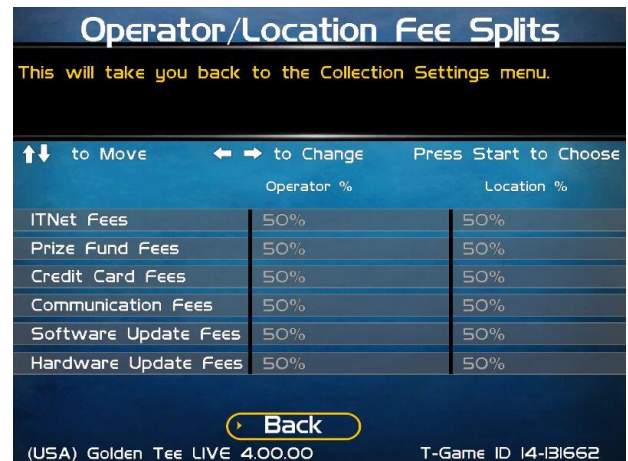 Operator/Location Fee Splits
This will take you back to the Collection Settings menu.
to Move to Change Press Start to Choose
Operator % Location %
ITNet Fees 50% 50%
Prize Fund Fees 50% 50%
Credit Card Fees 50% 50%
Communication Fees 50% 50%
Software Update Fees 50% 50%
Hardware Update Fees 50% 50%
Back
(USA) Golden Tee LIVE 4.00.00 T-Game ID 14-131662